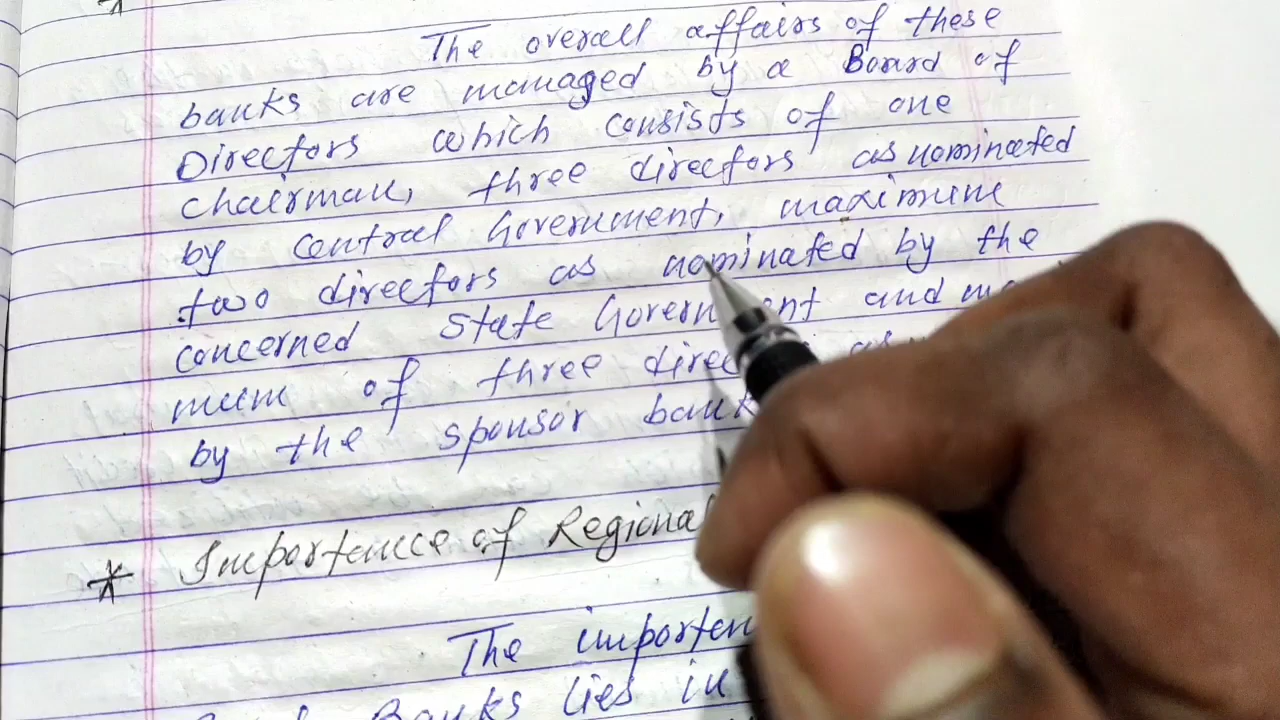 The overall affairs of these
banks are managed by a Board of
Directors which consists of one
chairman, three directors as nominated
by central Government, maximum
two directors as nominated by the
concerned State Government and
mum of three as
by the sponsor bank
* Importance of Regional
The
Banks lies in